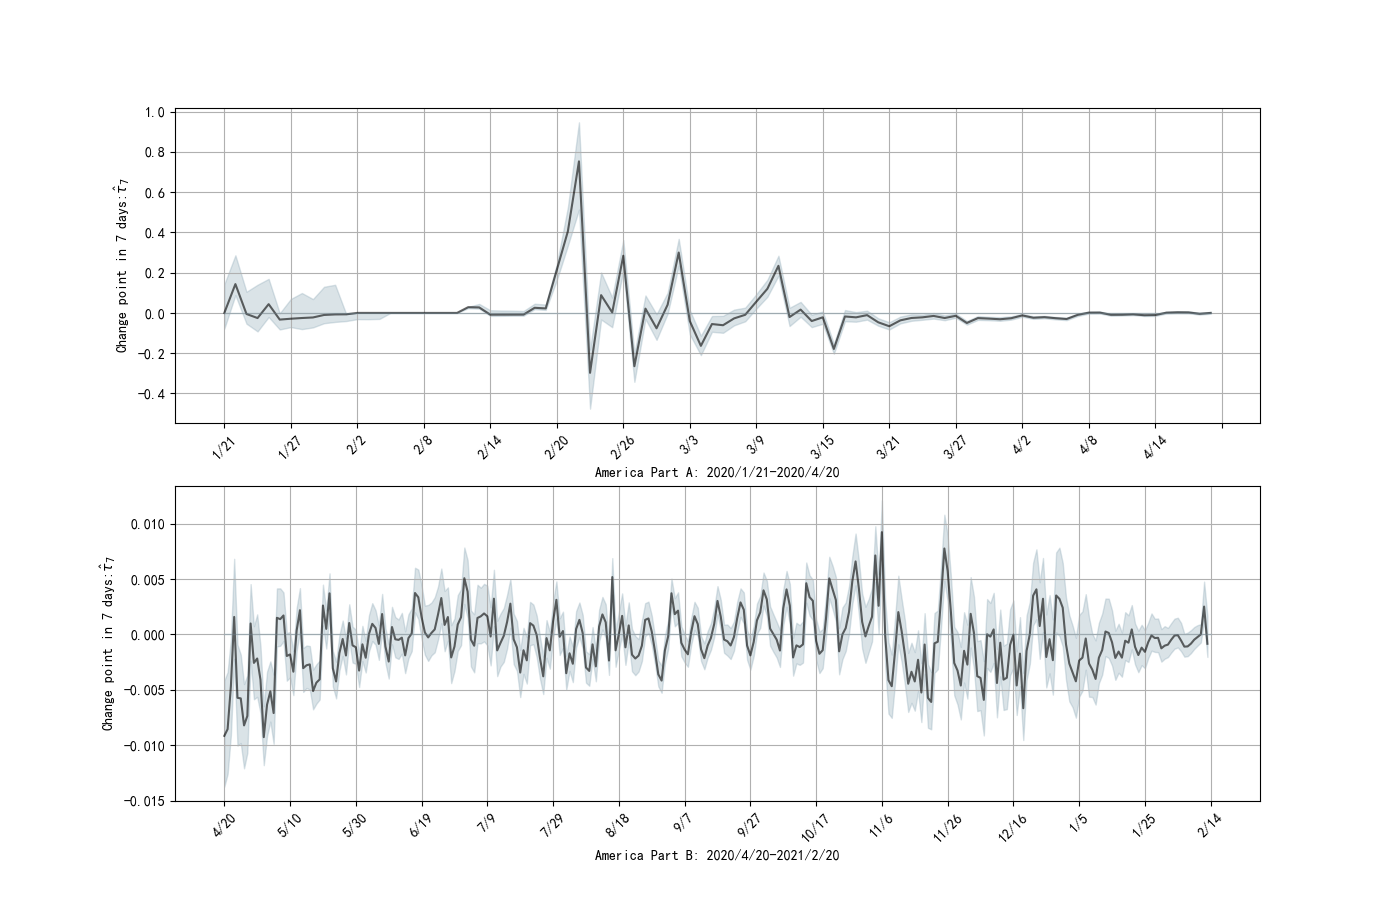 1.0
0.8
0.6
0.4
0.2
0.0
−0.2
−0.4
Change point in 7 days:τ̂7
1/21 1/27 2/2 2/8 2/14 2/20 2/26 3/3 3/9 3/15 3/21 3/27 4/2 4/8 4/14
America Part A: 2020/1/21−2020/4/20
0.010
0.005
0.000
−0.005
−0.010
−0.015
Change point in 7 days:τ̂7
4/20 5/10 5/30 6/19 7/9 7/29 8/18 9/7 9/27 10/17 11/6 11/26 12/16 1/5 1/25 2/14
America Part B: 2020/4/20−2021/2/20